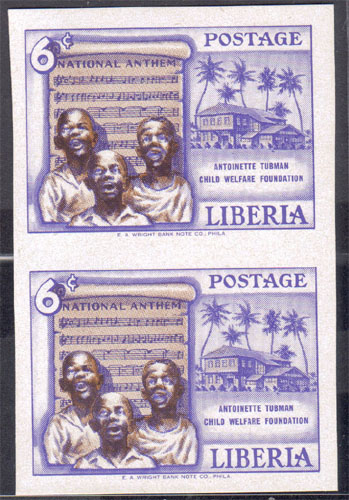 6¢
NATIONAL ANTHEM
POSTAGE
ANTOINETTE TUBMAN
CHILD WELFARE FOUNDATION
LIBERIA
E. A. WRIGHT BANK NOTE CO., PHILA.
6¢
NATIONAL ANTHEM
POSTAGE
ANTOINETTE TUBMAN
CHILD WELFARE FOUNDATION
LIBERIA
E. A. WRIGHT BANK NOTE CO., PHILA.